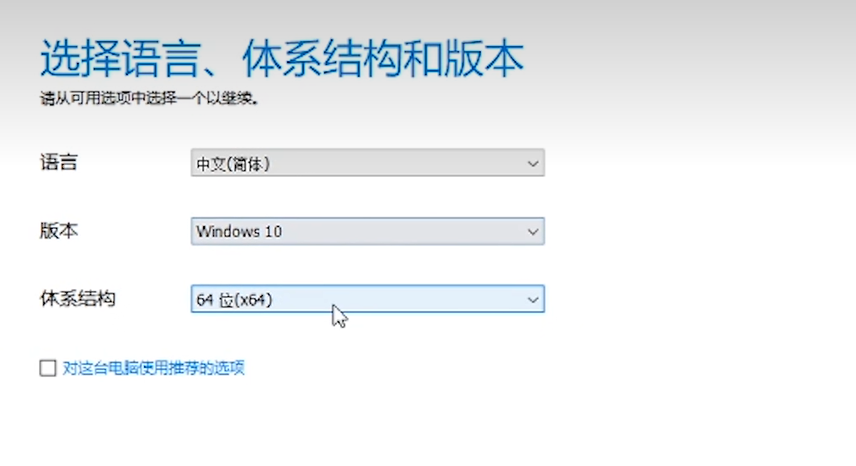 选择语言、体系结构和版本
请从可用选项中选择一个以继续。
语言 中文(简体)
版本 Windows 10
体系结构 64 位(x64)
对这台电脑使用推荐的选项